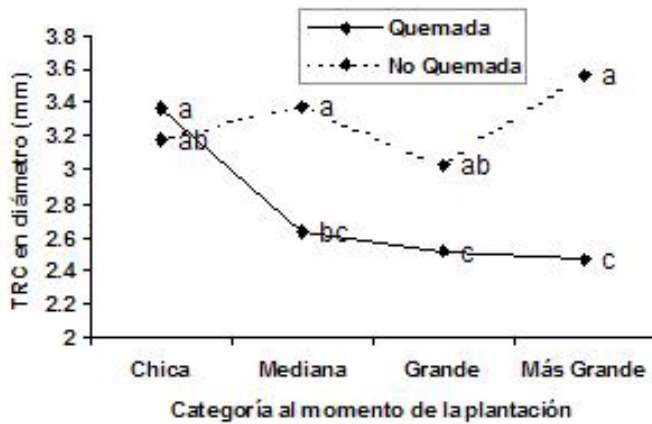 Quemada
No Quemada
TRC en diámetro (mm)
3.8
3.6
3.4
3.2
3
2.8
2.6
2.4
2.2
2
a
ab
a
bc
ab
c
a
c
Chica Mediana Grande Más Grande
Categoría al momento de la plantación